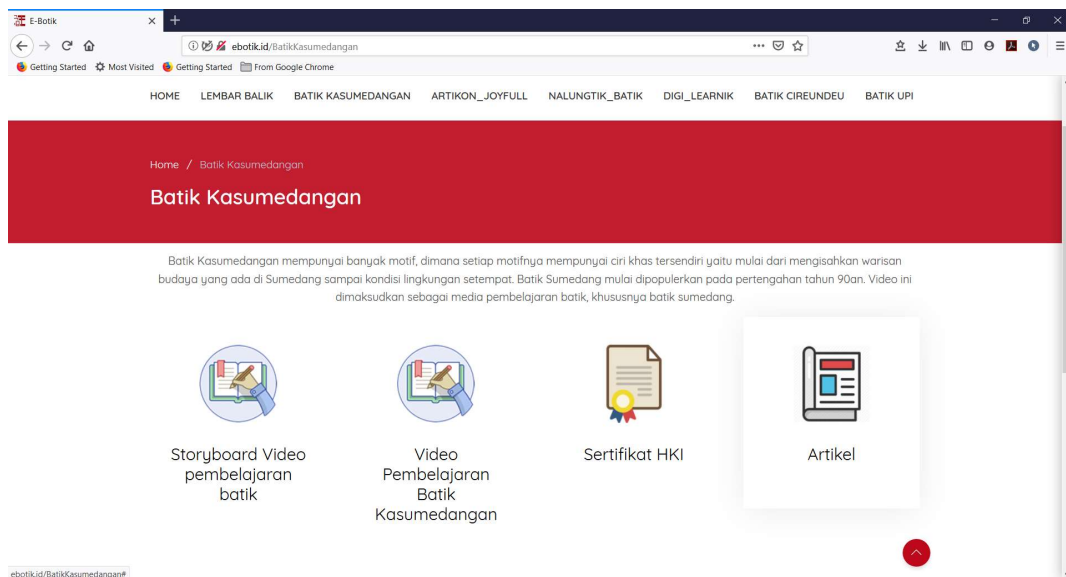 E-Botik
ebotik.id/BatikKasumedangan
Getting Started Most Visited Getting Started From Google Chrome
HOME LEMBAR BALIK BATIK KASUMEDANGAN ARTIKON_JOYFULL NALUNGTIK_BATIK DIGI_LEARNIK BATIK CIREUNDEU BATIK UPI
Home / Batik Kasumedangan
Batik Kasumedangan
Batik Kasumedangan mempunyai banyak motif, dimana setiap motifnya mempunyai ciri khas tersendiri yaitu mulai dari mengisahkan warisan
budaya yang ada di Sumedang sampai kondisi lingkungan setempat. Batik Sumedang mulai dipopulerkan pada pertengahan tahun 90an. Video ini
dimaksudkan sebagai media pembelajaran batik, khususnya batik sumedang.
Storyboard Video
pembelajaran
batik
Video
Pembelajaran
Batik
Kasumedangan
Sertifikat HKI
Artikel
ebotik.id/BatikKasumedangan#